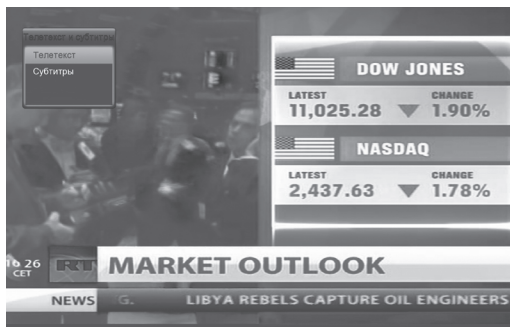 Телетекст и субтитры
Телетекст
Субтитры
DOW JONES
LATEST CHANGE
11,025.28 1.90%
NASDAQ
LATEST CHANGE
2,437.63 1.78%
16 26
CET
RT
MARKET OUTLOOK
NEWS G. LIBYA REBELS CAPTURE OIL ENGINEERS